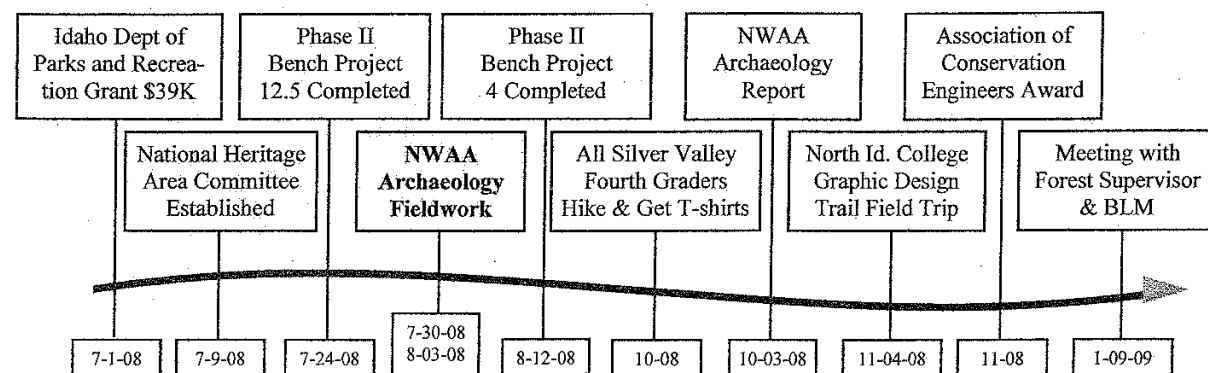 Idaho Dept of
Parks and Recrea-
tion Grant $39K
Phase II
Bench Project
12.5 Completed
Phase II
Bench Project
4 Completed
NWAA
Archaeology
Report
Association of
Conservation
Engineers Award
National Heritage
Area Committee
Established
NWAA
Archaeology
Fieldwork
All Silver Valley
Fourth Graders
Hike & Get T-shirts
North Id. College
Graphic Design
Trail Field Trip
Meeting with
Forest Supervisor
& BLM
7-1-08
7-9-08
7-24-08
7-30-08
8-03-08
8-12-08
10-08
10-03-08
11-04-08
11-08
1-09-09